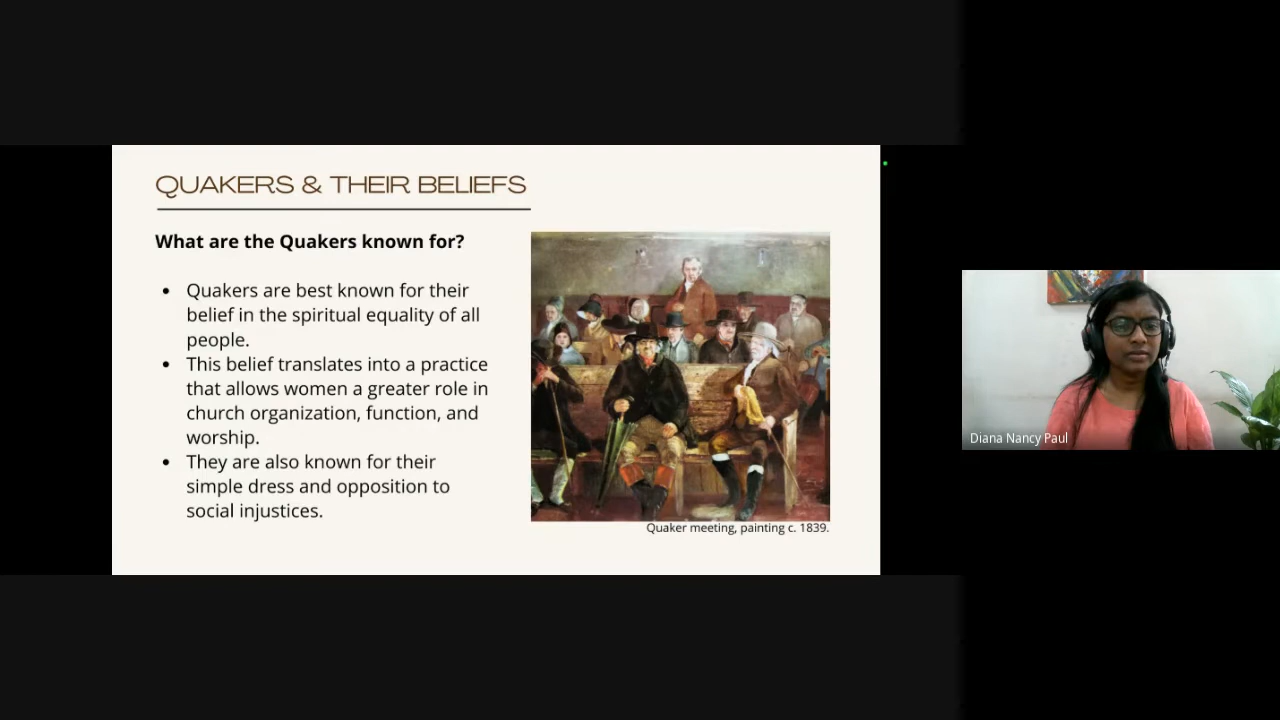 QUAKERS & THEIR BELIEFS
What are the Quakers known for?
• Quakers are best known for their
belief in the spiritual equality of all
people.
• This belief translates into a practice
that allows women a greater role in
church organization, function, and
worship.
• They are also known for their
simple dress and opposition to
social injustices.
Quaker meeting, painting c. 1839.
Diana Nancy Paul